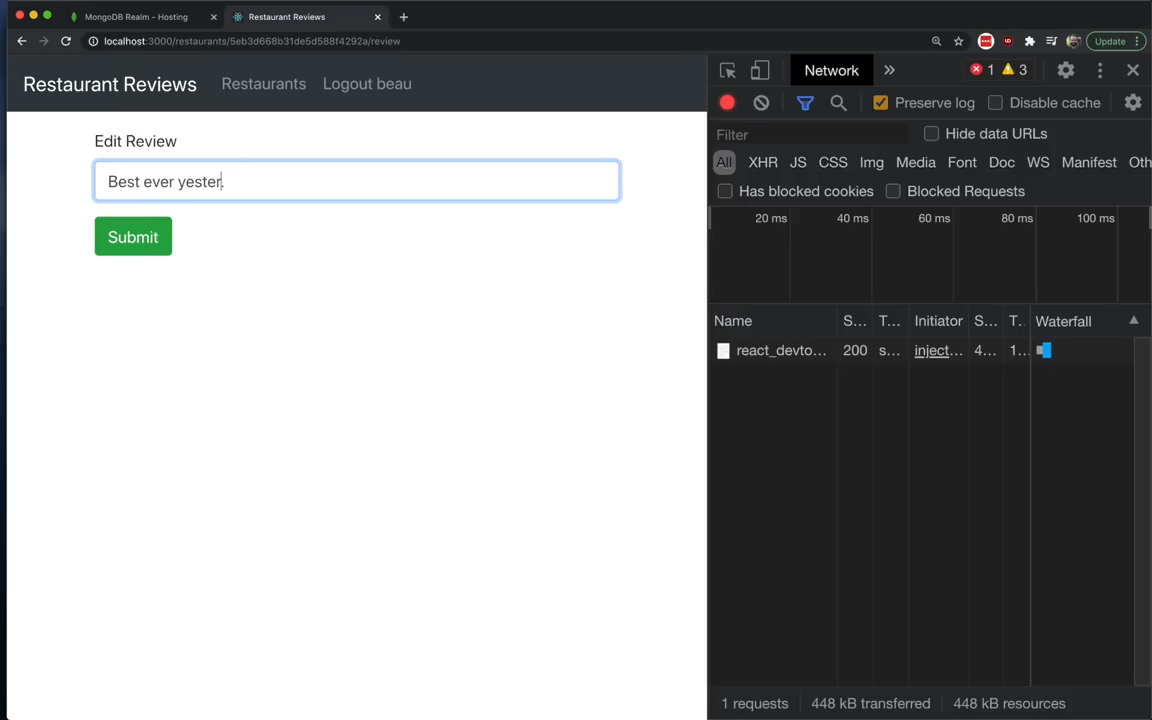 MongoDB Realm - Hosting
Restaurant Reviews
localhost:3000/restaurants/5eb3d668b31de5d588f4292a/review
Update
Restaurant Reviews Restaurants Logout beau
Network 1 3
Preserve log Disable cache
Filter Hide data URLs
All XHR JS CSS Img Media Font Doc WS Manifest Oth
Has blocked cookies Blocked Requests
20 ms 40 ms 60 ms 80 ms 100 ms
Name S... T... Initiator S... T.. Waterfall
react_devto... 200 s... inject... 4... 1...
1 requests 448 kB transferred 448 kB resources
Edit Review
Best ever yester.
Submit